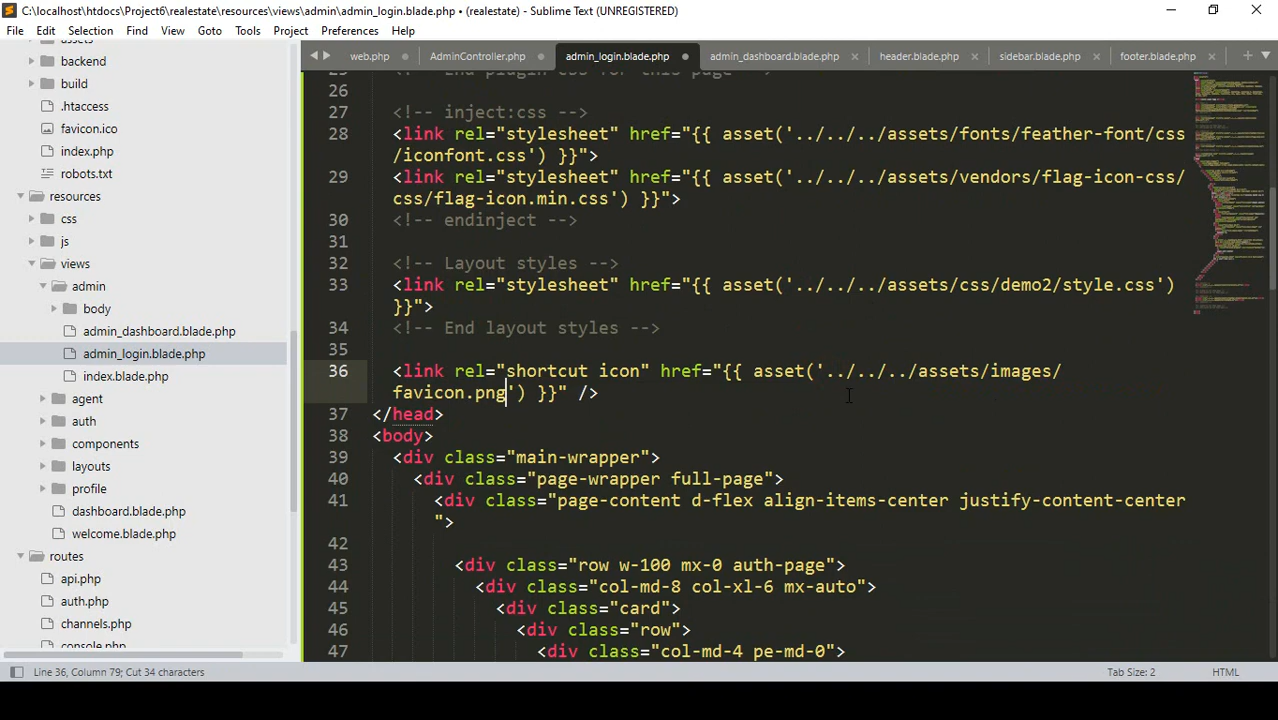 C:\localhost\htdocs\Project6\realestate\resources\views\admin\admin_login.blade.php • (realestate) - Sublime Text (UNREGISTERED)
File Edit Selection Find View Goto Tools Project Preferences Help
web.php AdminController.php admin_login.blade.php admin_dashboard.blade.php header.blade.php sidebar.blade.php footer.blade.php
assets
backend
build
.htaccess
favicon.ico
index.php
robots.txt
resources
css
js
views
admin
body
admin_dashboard.blade.php
admin_login.blade.php
index.blade.php
agent
auth
components
layouts
profile
dashboard.blade.php
welcome.blade.php
routes
api.php
auth.php
channels.php
console.php
25 <!-- End plugin css for this page -->
26
27 <!-- inject:css -->
28 <link rel="stylesheet" href="{{ asset('../../../assets/fonts/feather-font/css
/iconfont.css') }}">
29 <link rel="stylesheet" href="{{ asset('../../../assets/vendors/flag-icon-css/
css/flag-icon.min.css') }}">
30 <!-- endinject -->
31
32 <!-- Layout styles -->
33 <link rel="stylesheet" href="{{ asset('../../../assets/css/demo2/style.css')
}}">
34 <!-- End layout styles -->
35
36 <link rel="shortcut icon" href="{{ asset('../../../assets/images/
favicon.png') }}" />
37 </head>
38 <body>
39 <div class="main-wrapper">
40 <div class="page-wrapper full-page">
41 <div class="page-content d-flex align-items-center justify-content-center
">
42
43 <div class="row w-100 mx-0 auth-page">
44 <div class="col-md-8 col-xl-6 mx-auto">
45 <div class="card">
46 <div class="row">
47 <div class="col-md-4 pe-md-0">
Line 36, Column 79; Cut 34 characters Tab Size: 2 HTML